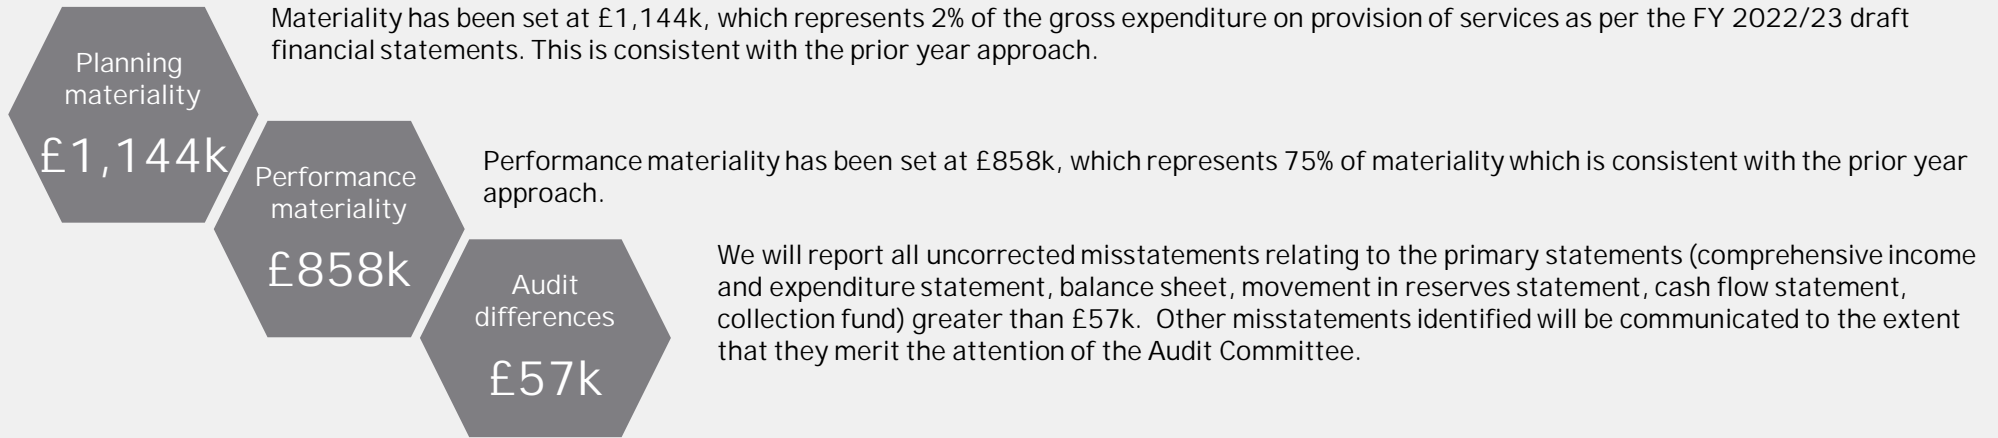 Materiality has been set at £1,144k, which represents 2% of the gross expenditure on provision of services as per the FY 2022/23 draft
financial statements. This is consistent with the prior year approach.
Planning
materiality
£1,144k
Performance materiality has been set at £858k, which represents 75% of materiality which is consistent with the prior year
approach.
Performance
materiality
£858k
We will report all uncorrected misstatements relating to the primary statements (comprehensive income
and expenditure statement, balance sheet, movement in reserves statement, cash flow statement,
collection fund) greater than £57k. Other misstatements identified will be communicated to the extent
that they merit the attention of the Audit Committee.
Audit
differences
£57k